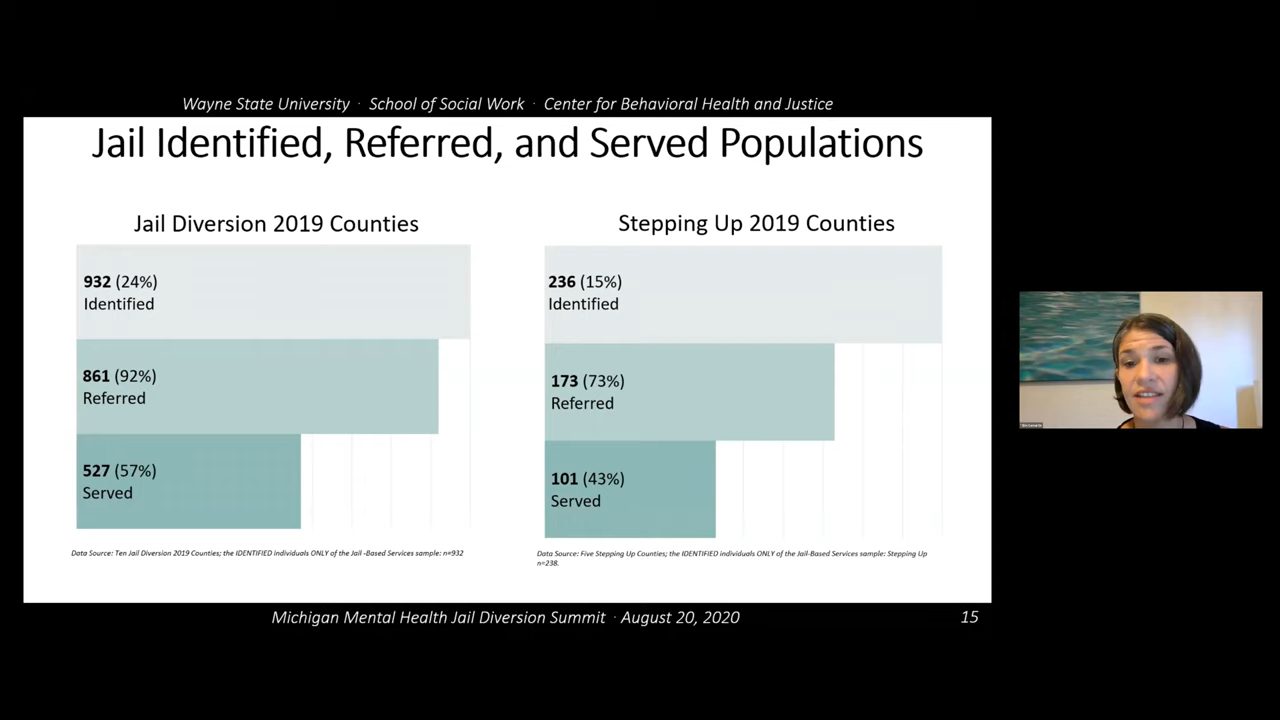 Wayne State University · School of Social Work · Center for Behavioral Health and Justice
Jail Identified, Referred, and Served Populations
Jail Diversion 2019 Counties
932 (24%)
Identified
861 (92%)
Referred
527 (57%)
Served
Data Source: Ten Jail Diversion 2019 Counties; the IDENTIFIED individuals ONLY of the Jail -Based Services sample: n=932
Stepping Up 2019 Counties
236 (15%)
Identified
173 (73%)
Referred
101 (43%)
Served
Data Source: Five Stepping Up Counties; the IDENTIFIED individuals ONLY of the Jail-Based Services sample: Stepping Up
n=238.
Michigan Mental Health Jail Diversion Summit · August 20, 2020
15